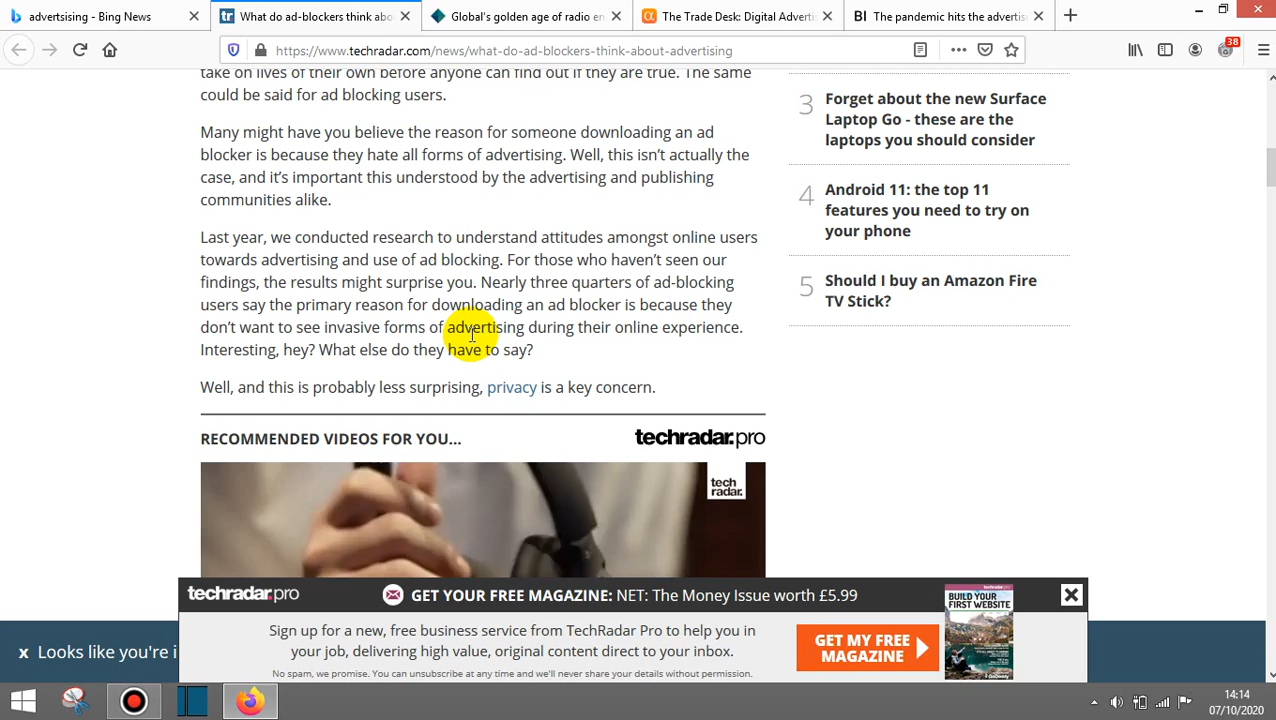 advertising - Bing News
What do ad-blockers think abo
Global's golden age of radio en
The Trade Desk: Digital Adverti
BI The pandemic hits the advertis
https://www.techradar.com/news/what-do-ad-blockers-think-about-advertising
38
take on lives of their own before anyone can find out if they are true. The same
could be said for ad blocking users.
Many might have you believe the reason for someone downloading an ad
blocker is because they hate all forms of advertising. Well, this isn't actually the
case, and it's important this understood by the advertising and publishing
communities alike.
Last year, we conducted research to understand attitudes amongst online users
towards advertising and use of ad blocking. For those who haven't seen our
findings, the results might surprise you. Nearly three quarters of ad-blocking
users say the primary reason for downloading an ad blocker is because they
don't want to see invasive forms of advertising during their online experience.
Interesting, hey? What else do they have to say?
Well, and this is probably less surprising, privacy is a key concern.
RECOMMENDED VIDEOS FOR YOU...
techradar.pro
tech
radar.
3 Forget about the new Surface
Laptop Go - these are the
laptops you should consider
4 Android 11: the top 11
features you need to try on
your phone
5 Should I buy an Amazon Fire
TV Stick?
techradar.pro
GET YOUR FREE MAGAZINE: NET: The Money Issue worth £5.99
Sign up for a new, free business service from TechRadar Pro to help you in
your job, delivering high value, original content direct to your inbox.
No spam, we promise. You can unsubscribe at any time and we'll never share your details without permission.
GET MY FREE
MAGAZINE
BUILD YOUR
FIRST WEBSITE
x Looks like you're i
14:14
07/10/2020